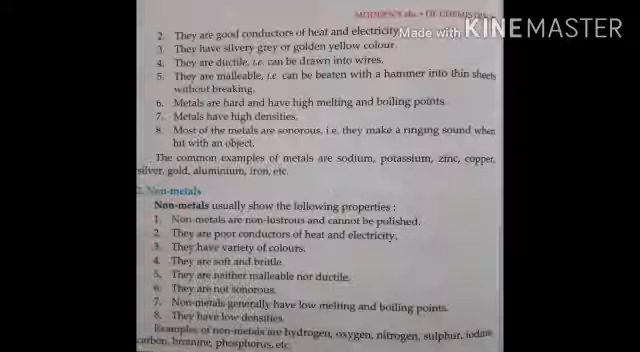 MODERN'S abc + OF CHEMISTRY
Made with KINEMASTER
2. They are good conductors of heat and electricity
3. They have silvery grey or golden yellow colour.
4. They are ductile, i.e. can be drawn into wires.
5. They are malleable, i.e can be beaten with a hammer into thin sheets
without breaking.
6. Metals are hard and have high melting and boiling points.
7. Metals have high densities.
8. Most of the metals are sonorous, i.e. they make a ringing sound when
hit with an object.
The common examples of metals are sodium, potassium, zinc, copper,
silver, gold, aluminium, iron, etc.
2. Non-metals
Non-metals usually show the following properties :
1. Non-metals are non-lustrous and cannot be polished.
2. They are poor conductors of heat and electricity.
3. They have variety of colours.
4. They are soft and brittle.
5. They are neither malleable nor ductile.
6. They are not sonorous.
7. Non-metals generally have low melting and boiling points.
8. They have low densities.
Examples of non-metals are hydrogen, oxygen, nitrogen, sulphur, iodine
carbon, bromine, phosphorus, etc